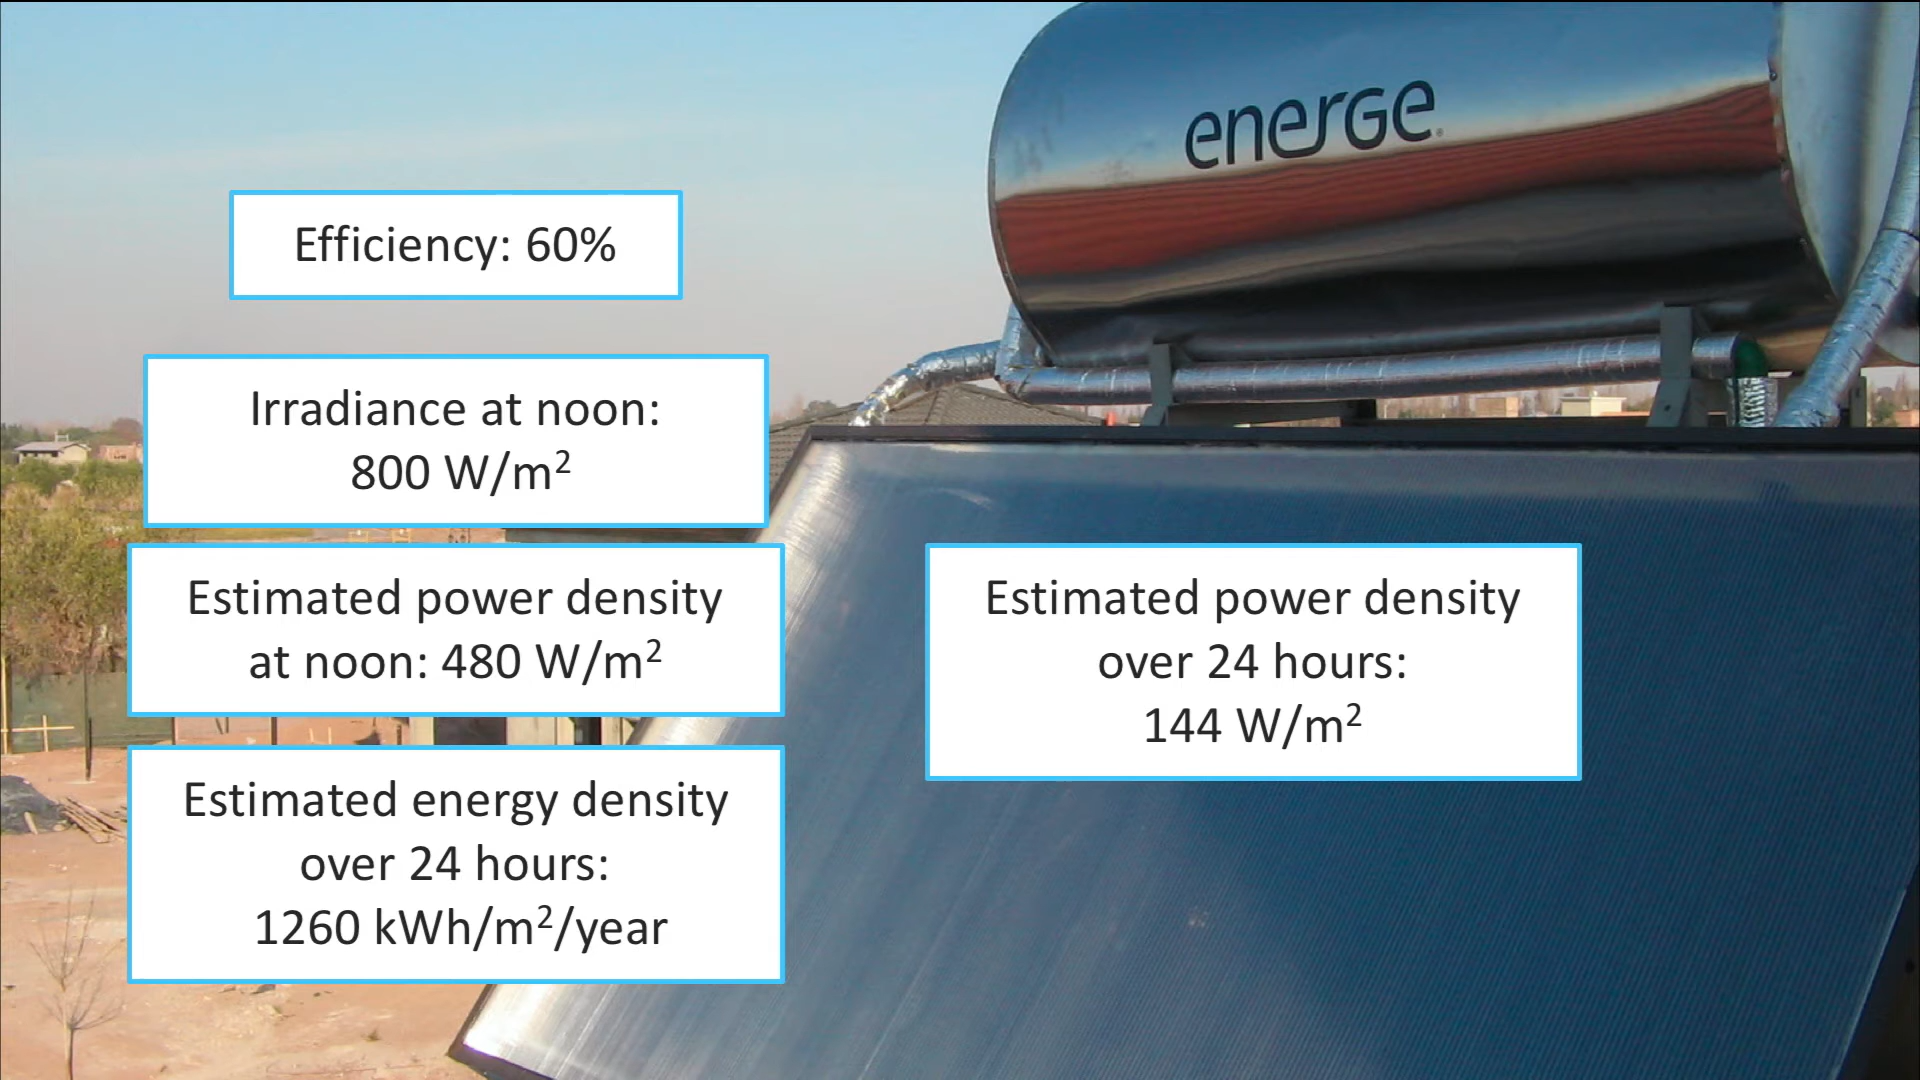 energe
Efficiency: 60%
Irradiance at noon:
800 W/m²
Estimated power density
at noon: 480 W/m²
Estimated power density
over 24 hours:
144 W/m²
Estimated energy density
over 24 hours:
1260 kWh/m²/year